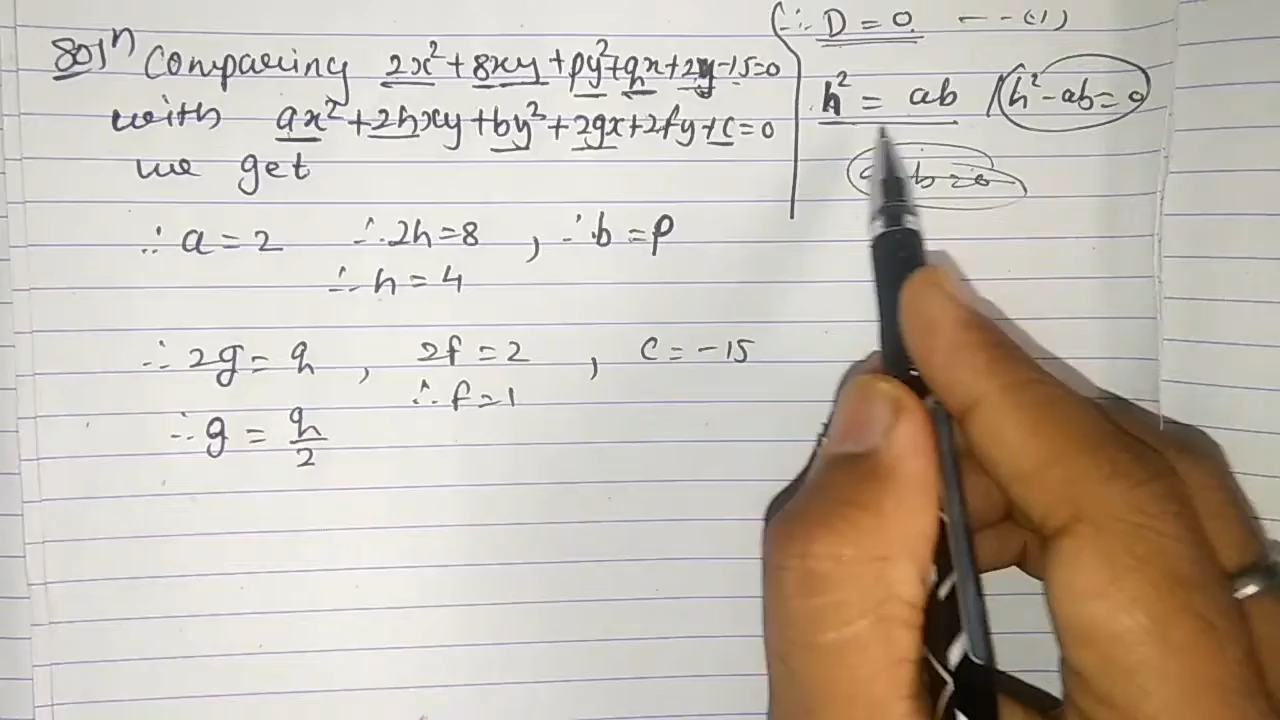 Solⁿ Comparing 2x² + 8xy + py² + qx + 2y - 15 = 0
with ax² + 2hxy + by² + 2gx + 2fy + c = 0
we get
∴ a = 2 ∴ 2h = 8 , ∴ b = p
∴ h = 4
∴ 2g = q , 2f = 2 , c = -15
∴ f = 1
∴ g = q/2
(∵ D = 0 --- (1)
h² = ab / h² - ab = 0